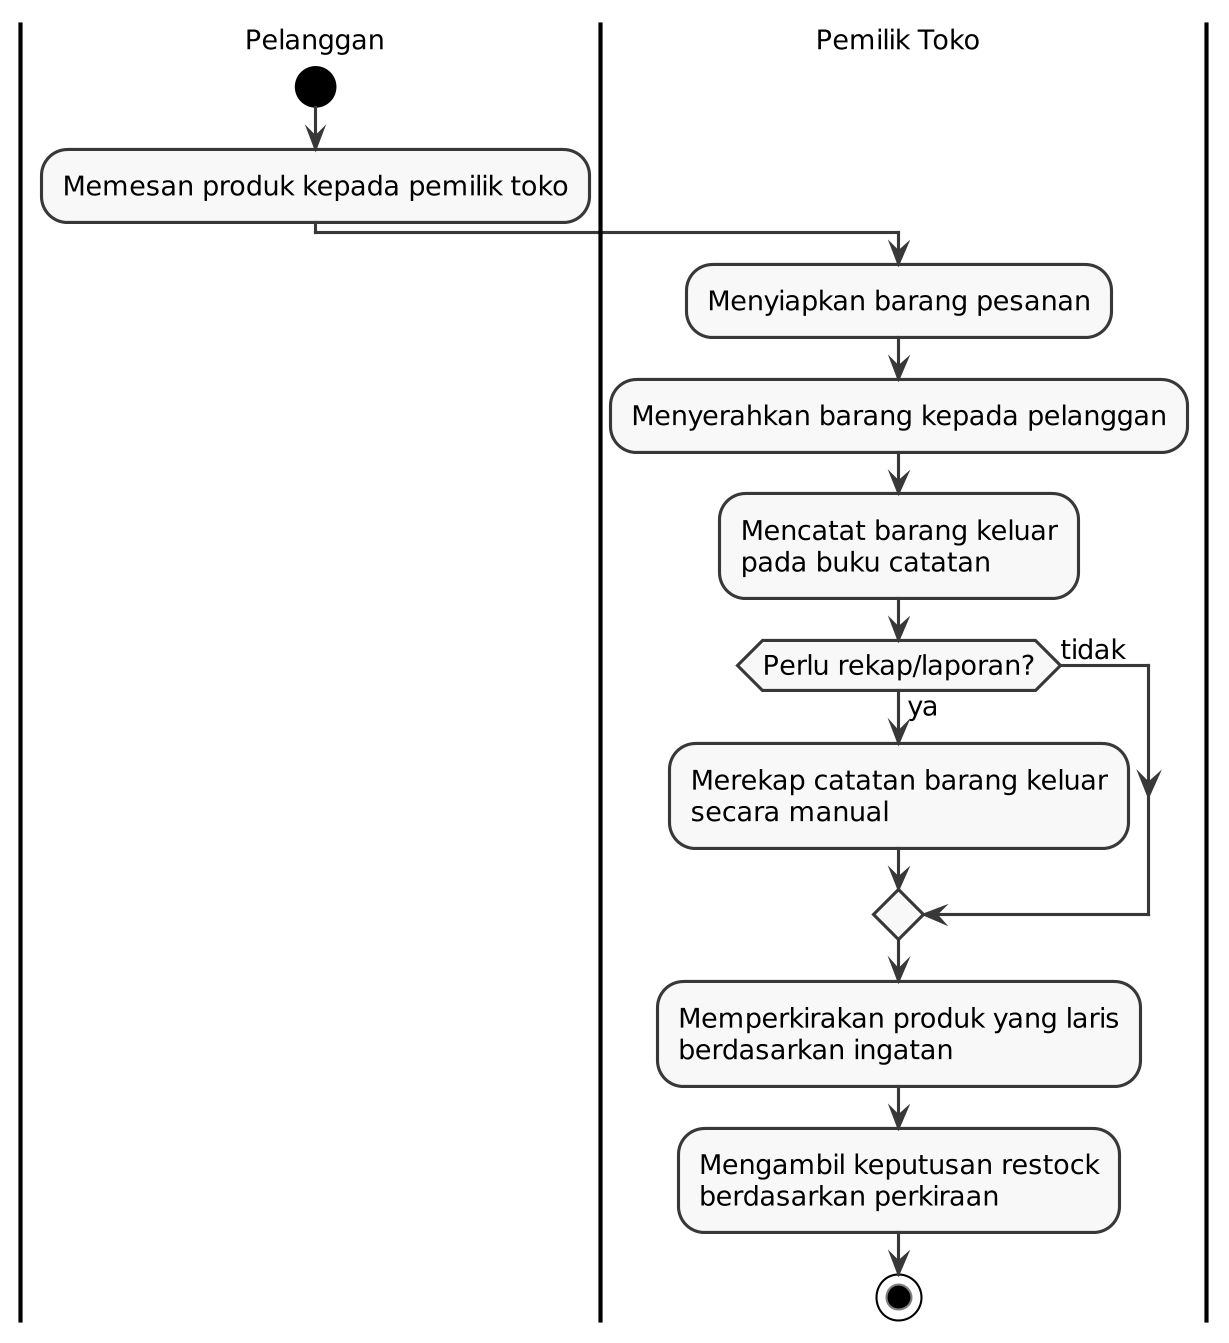 Pelanggan
Pemilik Toko
Memesan produk kepada pemilik toko
Menyiapkan barang pesanan
Menyerahkan barang kepada pelanggan
Mencatat barang keluar
pada buku catatan
Perlu rekap/laporan?
tidak
ya
Merekap catatan barang keluar
secara manual
Memperkirakan produk yang laris
berdasarkan ingatan
Mengambil keputusan restock
berdasarkan perkiraan